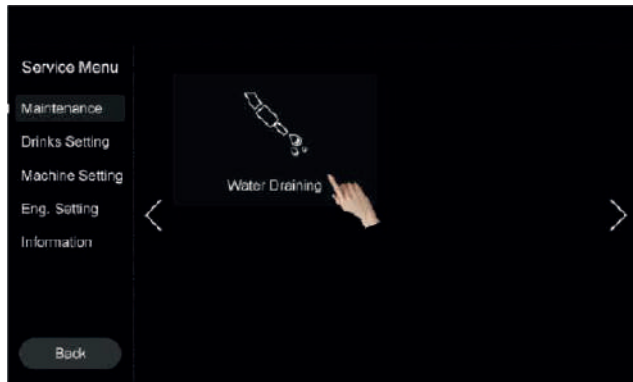 Service Menu
Maintenance
Drinks Setting
Machine Setting
Eng. Setting
Information
Back
Water Draining